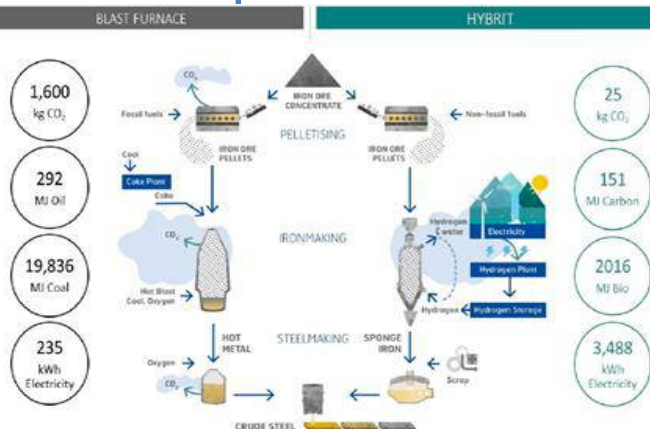 BLAST FURNACE
HYBRIT
1,600
kg CO₂
292
MJ Oil
19,836
MJ Coal
235
kWh
Electricity
CO₂
IRON ORE
CONCENTRATE
Fossil fuels
Non-fossil fuels
PELLETISING
IRON ORE
PELLETS
IRON ORE
PELLETS
Coal
Coke Plant
Coke
CO₂
IRONMAKING
Hydrogen
& water
Electricity
Hydrogen Plant
Hot Blast
Coal, Oxygen
Hydrogen
Hydrogen Storage
HOT
METAL
STEELMAKING
SPONGE
IRON
Oxygen
CO₂
Scrap
CRUDE STEEL
25
kg CO₂
151
MJ Carbon
2016
MJ Bio
3,488
kWh
Electricity